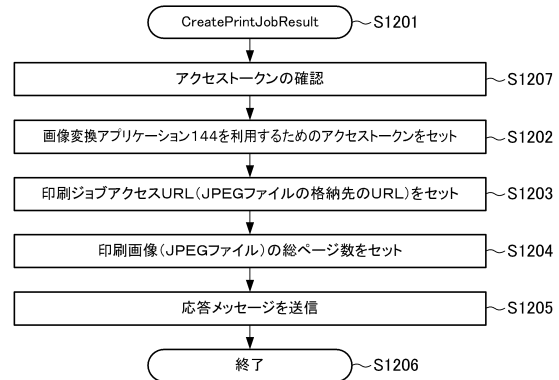 CreatePrintJobResult S1201
アクセストークンの確認 S1207
画像変換アプリケーション144を利用するためのアクセストークンをセット S1202
印刷ジョブアクセスURL(JPEGファイルの格納先のURL)をセット S1203
印刷画像(JPEGファイル)の総ページ数をセット S1204
応答メッセージを送信 S1205
終了 S1206